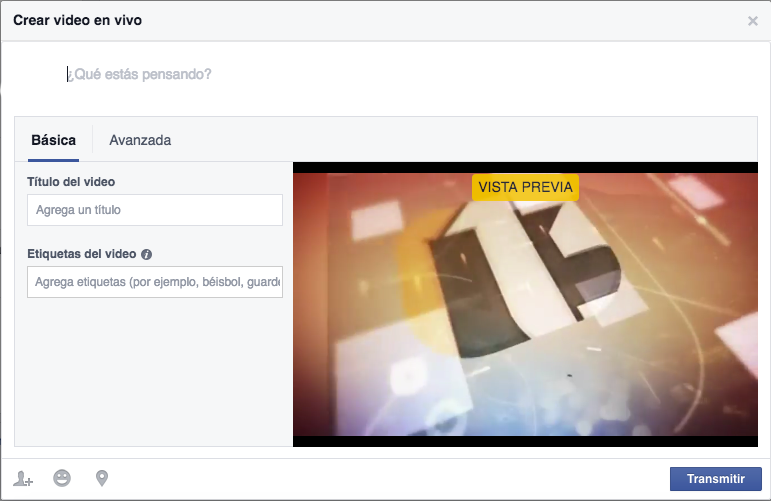 Crear video en vivo
¿Qué estás pensando?
Básica
Avanzada
Título del video
Agrega un título
Etiquetas del video
Agrega etiquetas (por ejemplo, béisbol, guarde
VISTA PREVIA
Transmitir